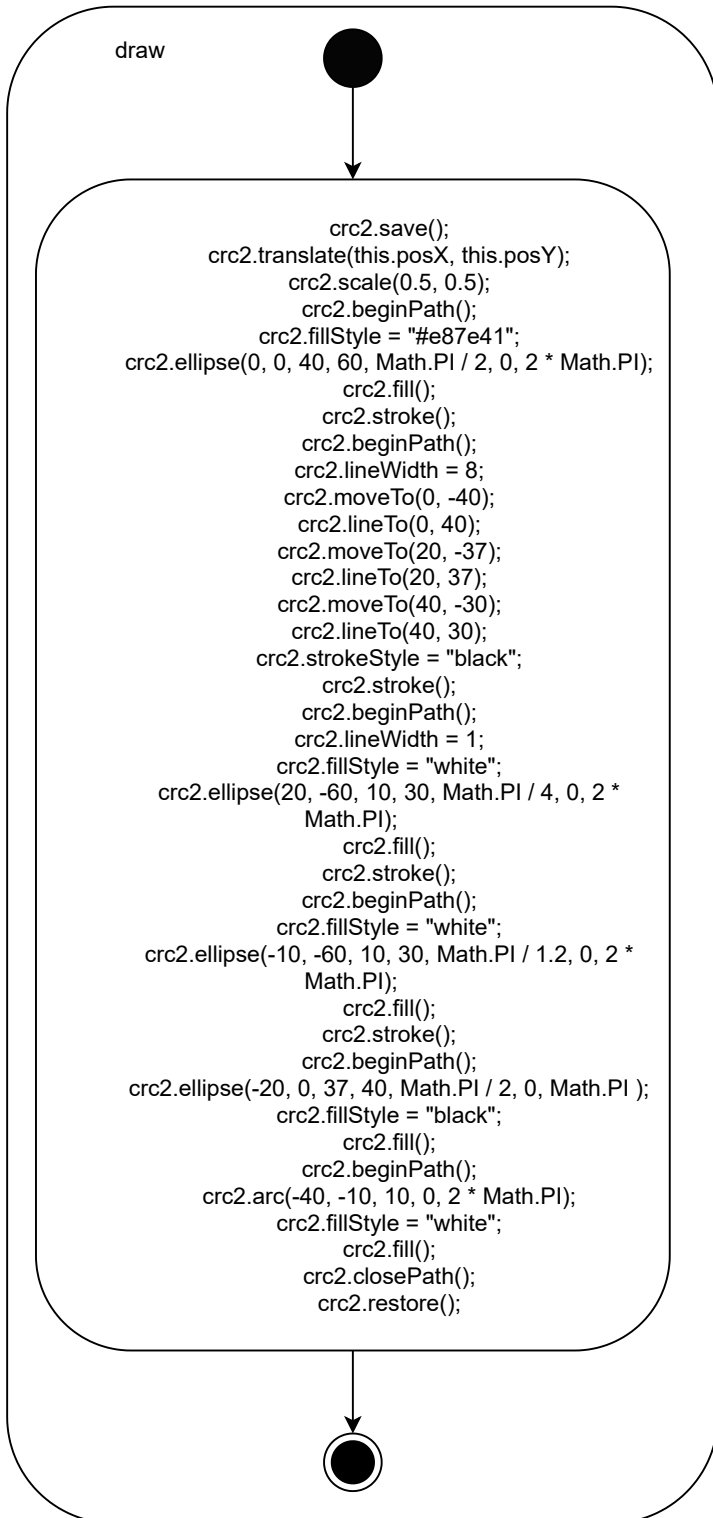 draw
crc2.save();
crc2.translate(this.posX, this.posY);
crc2.scale(0.5, 0.5);
crc2.beginPath();
crc2.fillStyle = "#e87e41";
crc2.ellipse(0, 0, 40, 60, Math.PI / 2, 0, 2 * Math.PI);
crc2.fill();
crc2.stroke();
crc2.beginPath();
crc2.lineWidth = 8;
crc2.moveTo(0, -40);
crc2.lineTo(0, 40);
crc2.moveTo(20, -37);
crc2.lineTo(20, 37);
crc2.moveTo(40, -30);
crc2.lineTo(40, 30);
crc2.strokeStyle = "black";
crc2.stroke();
crc2.beginPath();
crc2.lineWidth = 1;
crc2.fillStyle = "white";
crc2.ellipse(20, -60, 10, 30, Math.PI / 4, 0, 2 *
Math.PI);
crc2.fill();
crc2.stroke();
crc2.beginPath();
crc2.fillStyle = "white";
crc2.ellipse(-10, -60, 10, 30, Math.PI / 1.2, 0, 2 *
Math.PI);
crc2.fill();
crc2.stroke();
crc2.beginPath();
crc2.ellipse(-20, 0, 37, 40, Math.PI / 2, 0, Math.PI );
crc2.fillStyle = "black";
crc2.fill();
crc2.beginPath();
crc2.arc(-40, -10, 10, 0, 2 * Math.PI);
crc2.fillStyle = "white";
crc2.fill();
crc2.closePath();
crc2.restore();